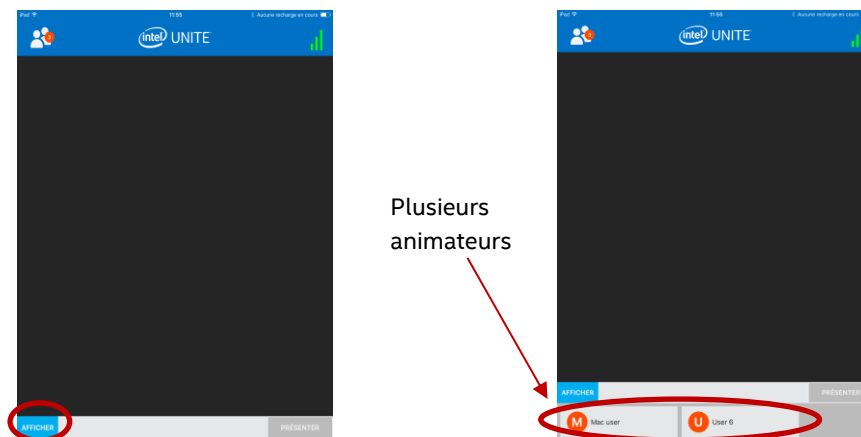 iPad 11:55 Aucune recharge en cours
2 intel UNITE
AFFICHER PRÉSENTER
Plusieurs
animateurs
iPad 11:55 Aucune recharge en cours
intel UNITE
AFFICHER PRÉSENTER
M Mac user U User 6